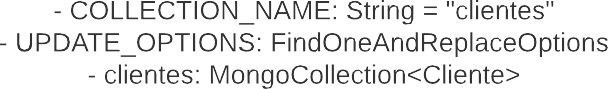 - COLLECTION_NAME: String = "clientes"
- UPDATE_OPTIONS: FindOneAndReplaceOptions
- clientes: MongoCollection<Cliente>